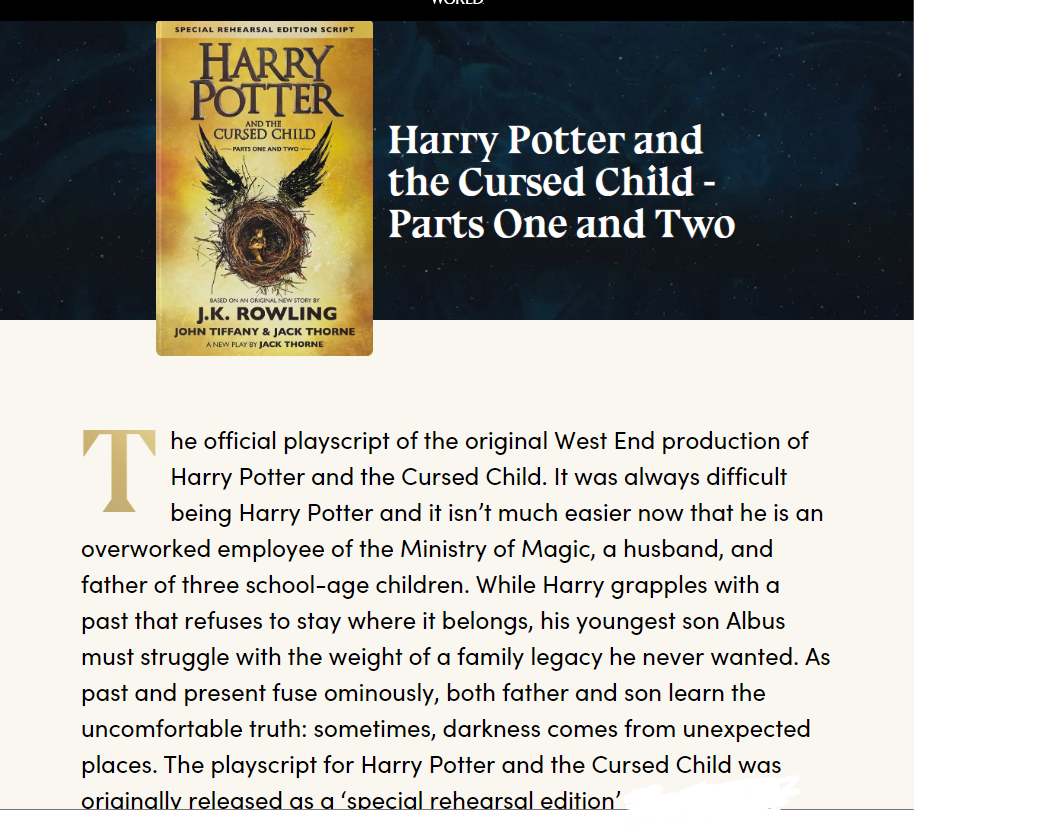 WORLD
SPECIAL REHEARSAL EDITION SCRIPT
HARRY
POTTER
AND THE
CURSED CHILD
PARTS ONE AND TWO
BASED ON AN ORIGINAL NEW STORY BY
J.K. ROWLING
JOHN TIFFANY & JACK THORNE
A NEW PLAY BY JACK THORNE
Harry Potter and
the Cursed Child -
Parts One and Two
The official playscript of the original West End production of
Harry Potter and the Cursed Child. It was always difficult
being Harry Potter and it isn’t much easier now that he is an
overworked employee of the Ministry of Magic, a husband, and
father of three school-age children. While Harry grapples with a
past that refuses to stay where it belongs, his youngest son Albus
must struggle with the weight of a family legacy he never wanted. As
past and present fuse ominously, both father and son learn the
uncomfortable truth: sometimes, darkness comes from unexpected
places. The playscript for Harry Potter and the Cursed Child was
originally released as a ‘special rehearsal edition’